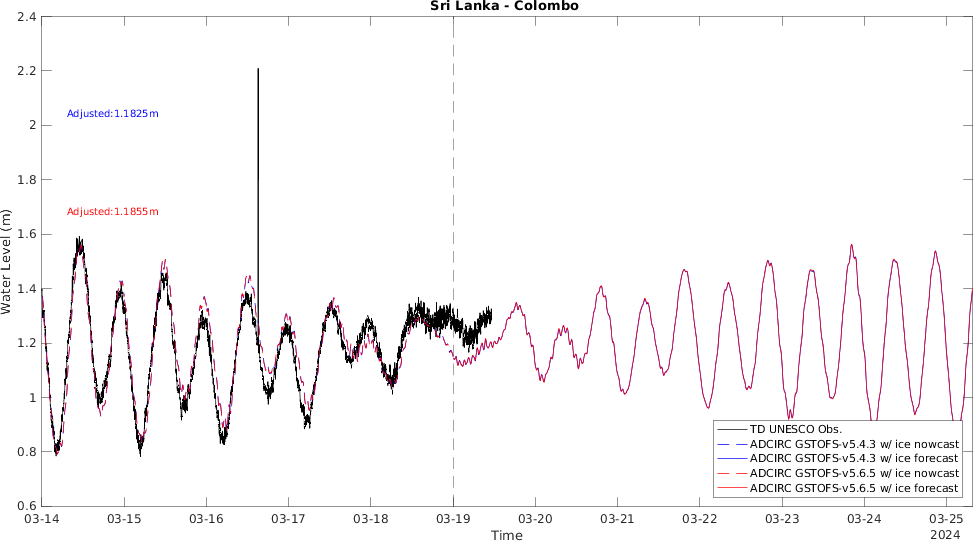 Sri Lanka - Colombo
2.4
2.2
2
1.8
1.6
1.4
1.2
1
0.8
0.6
Water Level (m)
Adjusted:1.1825m
Adjusted:1.1855m
TD UNESCO Obs.
ADCIRC GSTOFS-v5.4.3 w/ ice nowcast
ADCIRC GSTOFS-v5.4.3 w/ ice forecast
ADCIRC GSTOFS-v5.6.5 w/ ice nowcast
ADCIRC GSTOFS-v5.6.5 w/ ice forecast
03-14 03-15 03-16 03-17 03-18 03-19 03-20 03-21 03-22 03-23 03-24 03-25
Time
2024